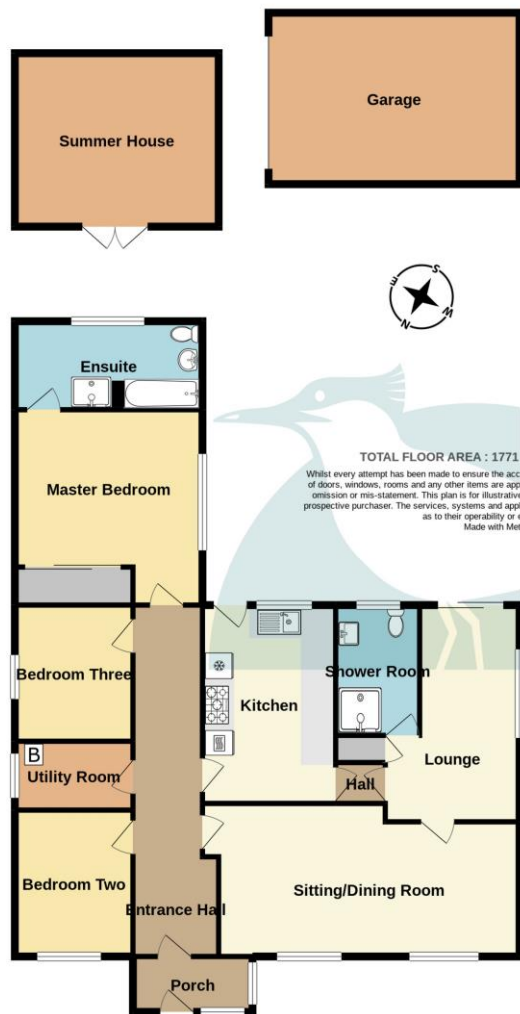 Summer House
Garage
S
E
W
N
Ensuite
TOTAL FLOOR AREA : 1771
Whilst every attempt has been made to ensure the acc
of doors, windows, rooms and any other items are app
omission or mis-statement. This plan is for illustrative
prospective purchaser. The services, systems and appl
as to their operability or e
Made with Met
Master Bedroom
Bedroom Three
Kitchen
Shower Room
B
Utility Room
Hall
Lounge
Bedroom Two
Sitting/Dining Room
Entrance Hall
Porch